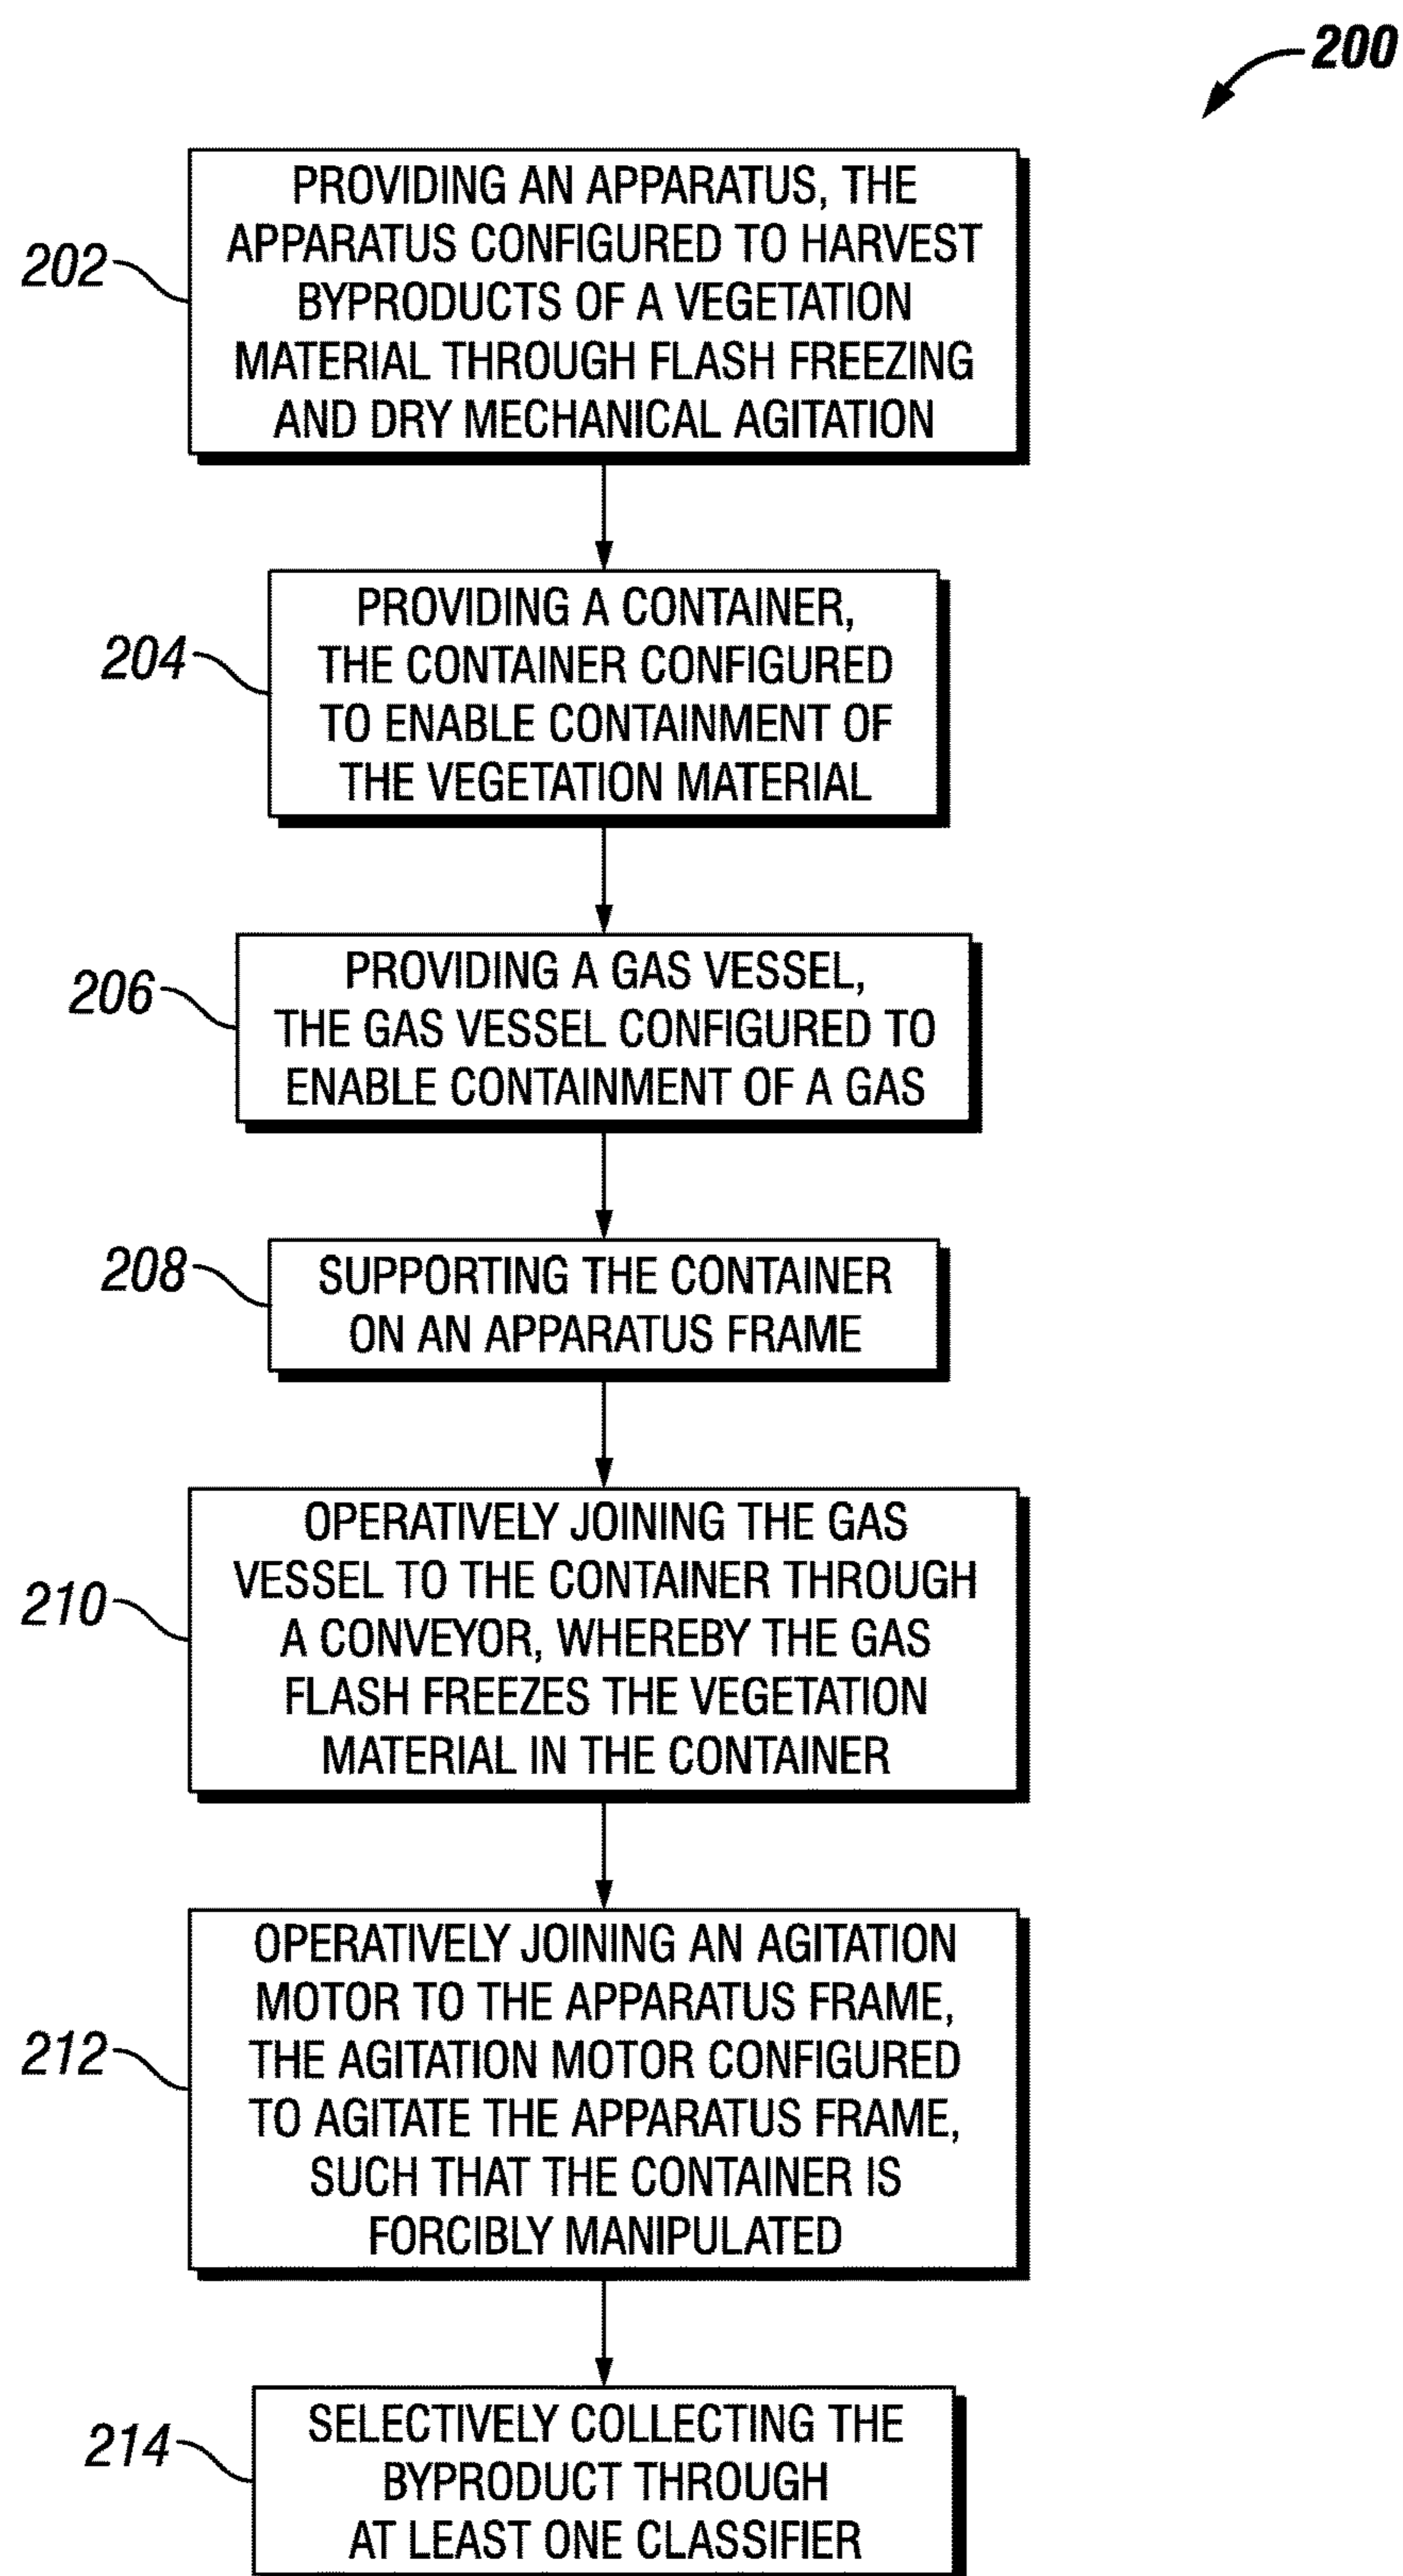 200
202
PROVIDING AN APPARATUS, THE
APPARATUS CONFIGURED TO HARVEST
BYPRODUCTS OF A VEGETATION
MATERIAL THROUGH FLASH FREEZING
AND DRY MECHANICAL AGITATION
204
PROVIDING A CONTAINER,
THE CONTAINER CONFIGURED
TO ENABLE CONTAINMENT OF
THE VEGETATION MATERIAL
206
PROVIDING A GAS VESSEL,
THE GAS VESSEL CONFIGURED TO
ENABLE CONTAINMENT OF A GAS
208
SUPPORTING THE CONTAINER
ON AN APPARATUS FRAME
210
OPERATIVELY JOINING THE GAS
VESSEL TO THE CONTAINER THROUGH
A CONVEYOR, WHEREBY THE GAS
FLASH FREEZES THE VEGETATION
MATERIAL IN THE CONTAINER
212
OPERATIVELY JOINING AN AGITATION
MOTOR TO THE APPARATUS FRAME,
THE AGITATION MOTOR CONFIGURED
TO AGITATE THE APPARATUS FRAME,
SUCH THAT THE CONTAINER IS
FORCIBLY MANIPULATED
214
SELECTIVELY COLLECTING THE
BYPRODUCT THROUGH
AT LEAST ONE CLASSIFIER